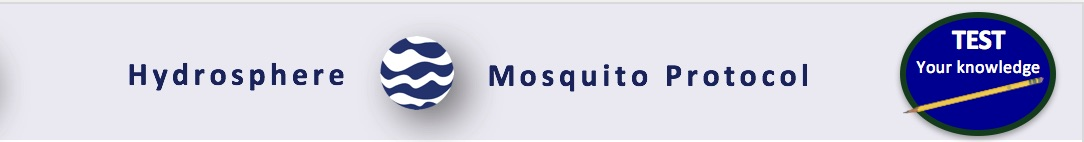 Hydrosphere Mosquito Protocol
TEST
Your knowledge